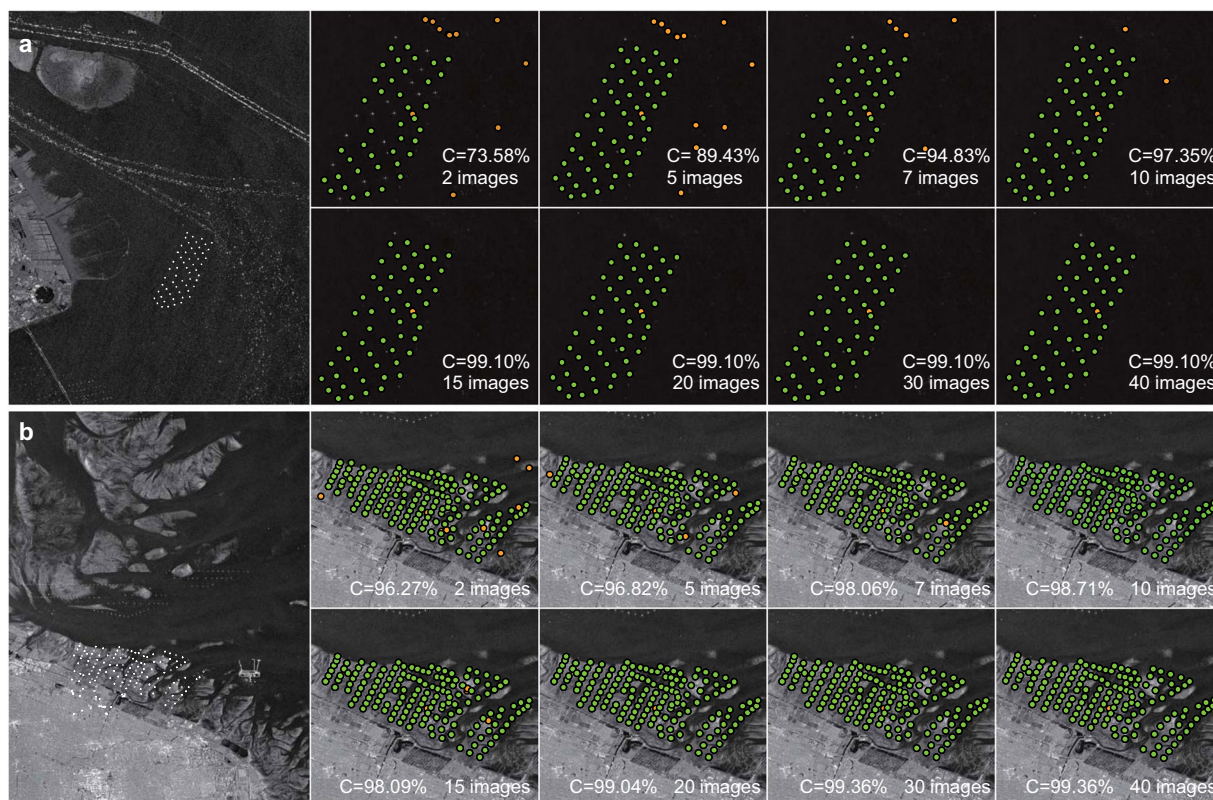 a
C=73.58%
2 images
C= 89.43%
5 images
C=94.83%
7 images
C=97.35%
10 images
C=99.10%
15 images
C=99.10%
20 images
C=99.10%
30 images
C=99.10%
40 images
b
C=96.27% 2 images
C=96.82% 5 images
C=98.06% 7 images
C=98.71% 10 images
C=98.09% 15 images
C=99.04% 20 images
C=99.36% 30 images
C=99.36% 40 images